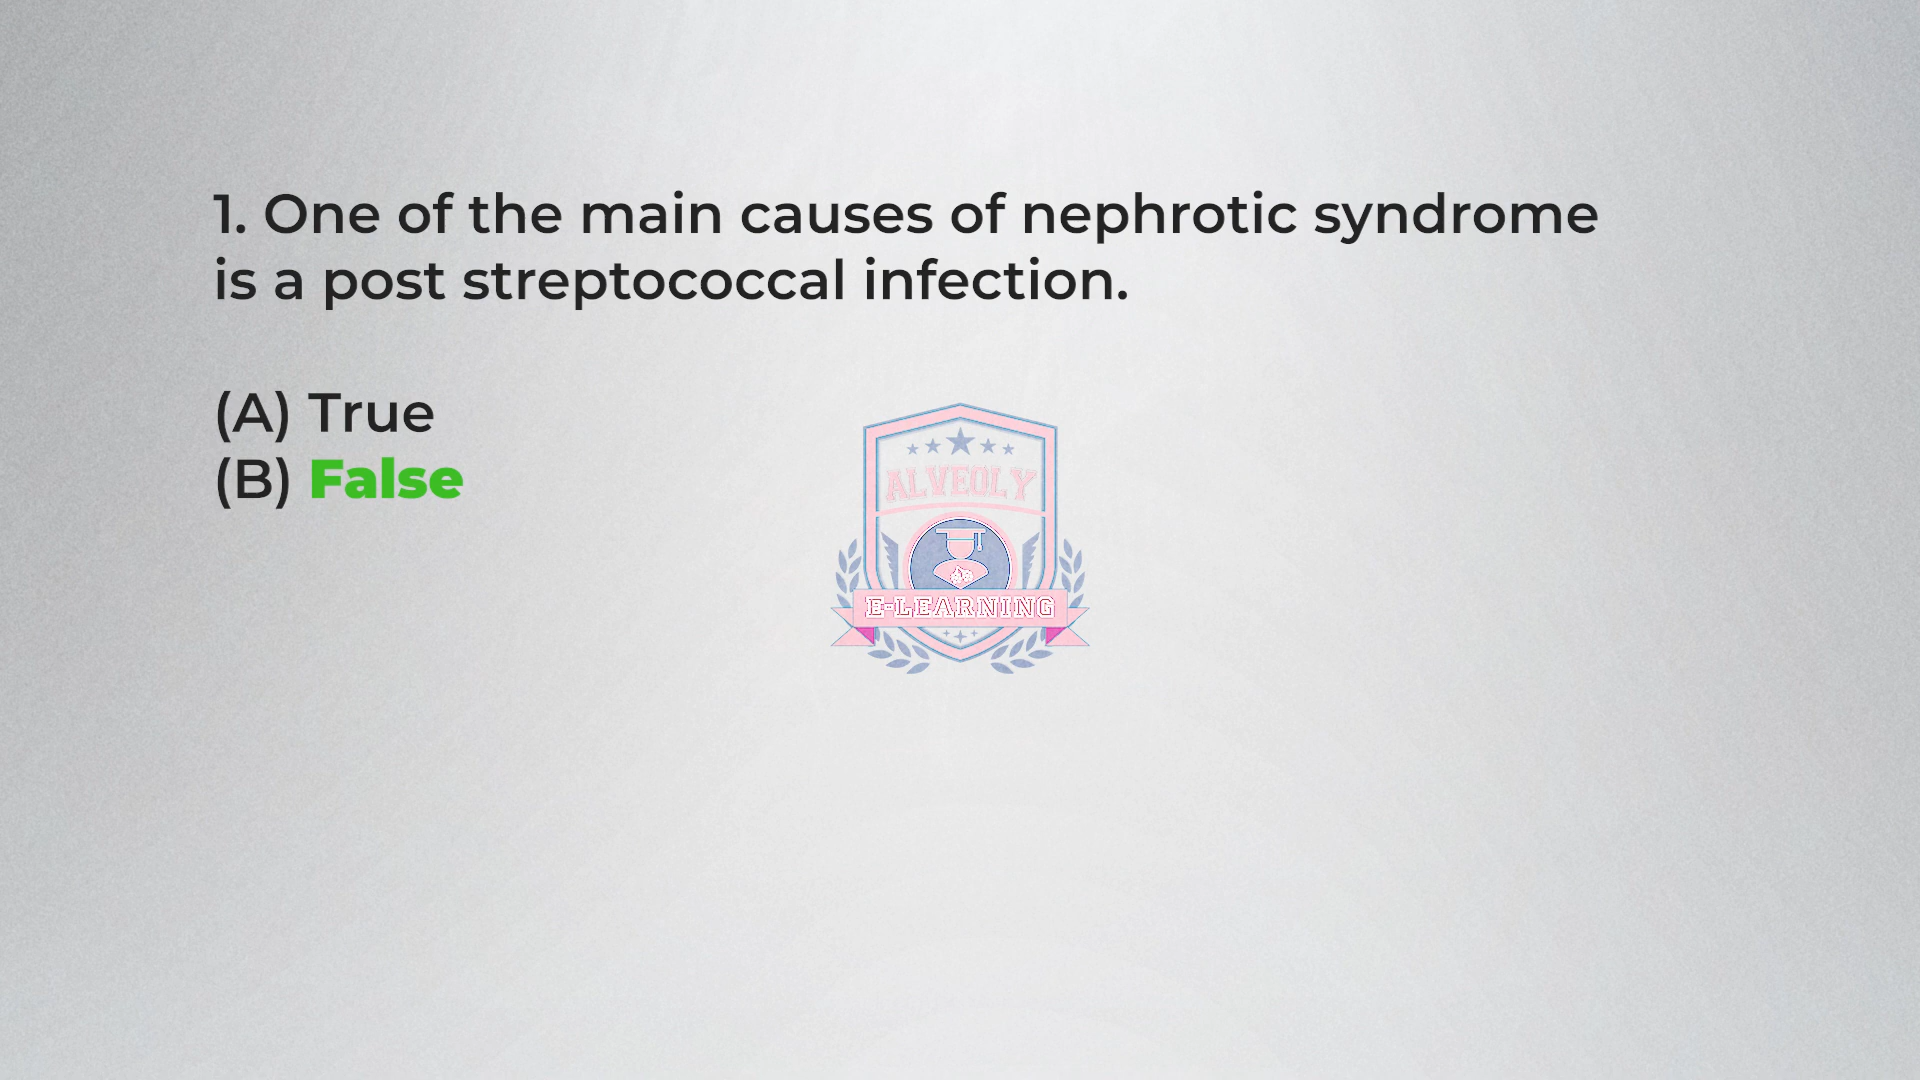 1. One of the main causes of nephrotic syndrome
is a post streptococcal infection.
(A) True
(B) False
ALVEOLY
E-LEARNING